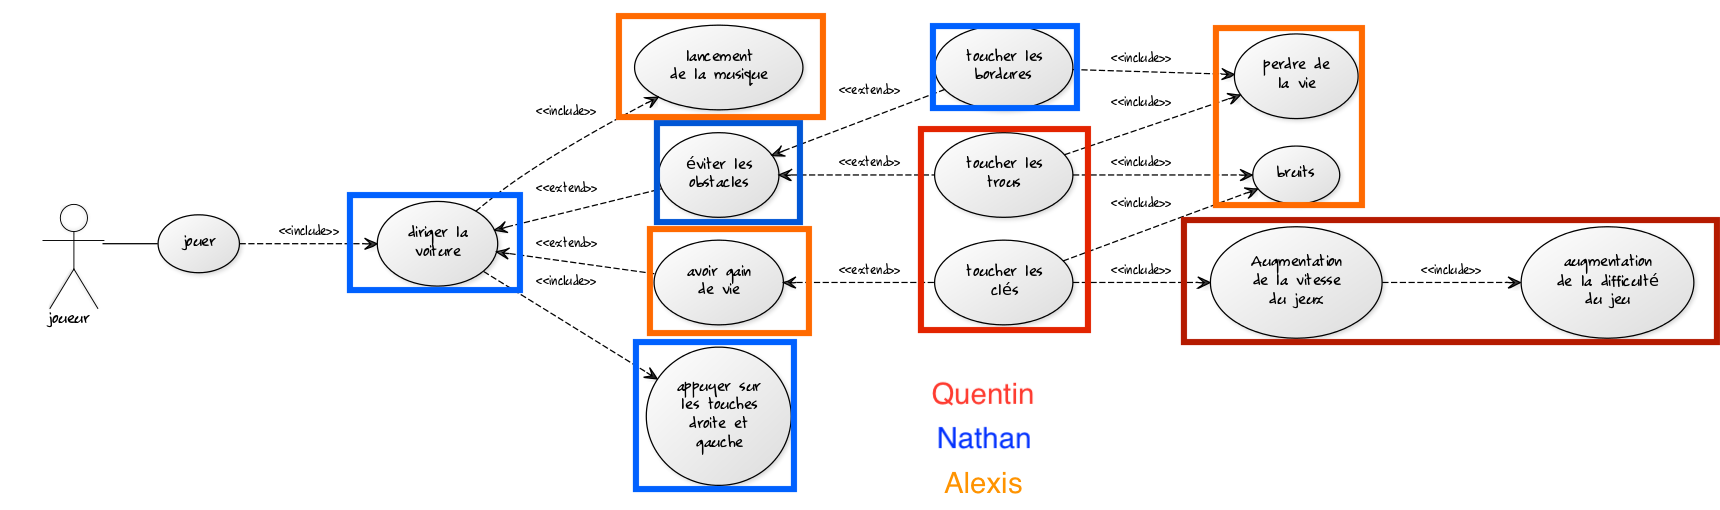 lancement
de la musique
toucher les
bordures
<<include>>
perdre de
la vie
<<extend>>
<<include>>
<<include>>
éviter les
obstacles
<<extend>>
toucher les
trous
<<include>>
bruits
<<extend>>
<<include>>
jouer
<<include>>
diriger la
voiture
<<extend>>
<<include>>
avoir gain
de vie
<<extend>>
toucher les
clés
<<include>>
Augmentation
de la vitesse
du jeux
<<include>>
augmentation
de la difficulté
du jeu
joueur
appuyer sur
les touches
droite et
gauche
Quentin
Nathan
Alexis